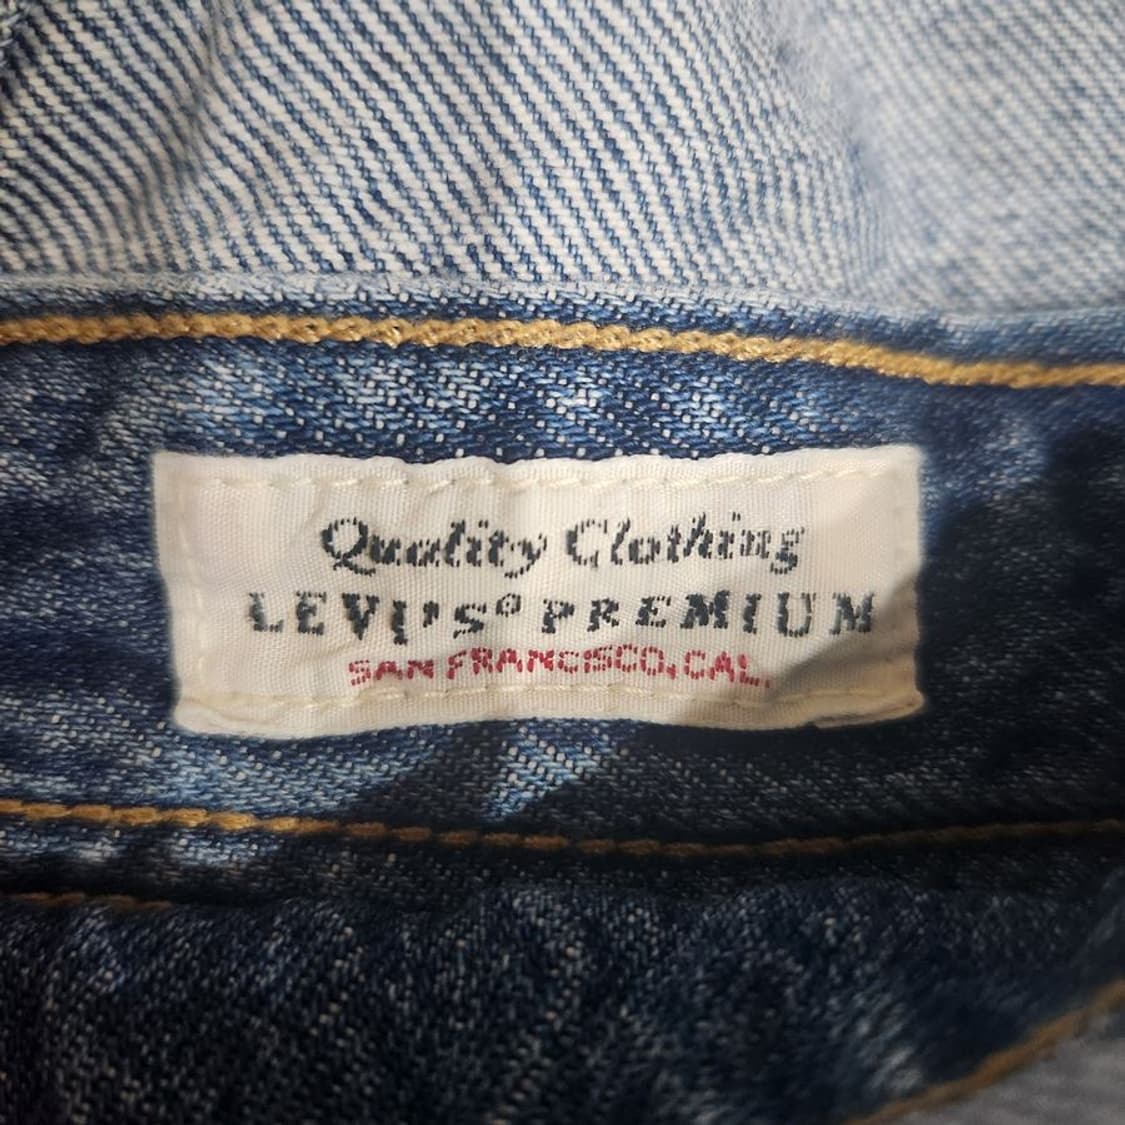 Quality Clothing
LEVI'S® PREMIUM
SAN FRANCISCO, CAL.